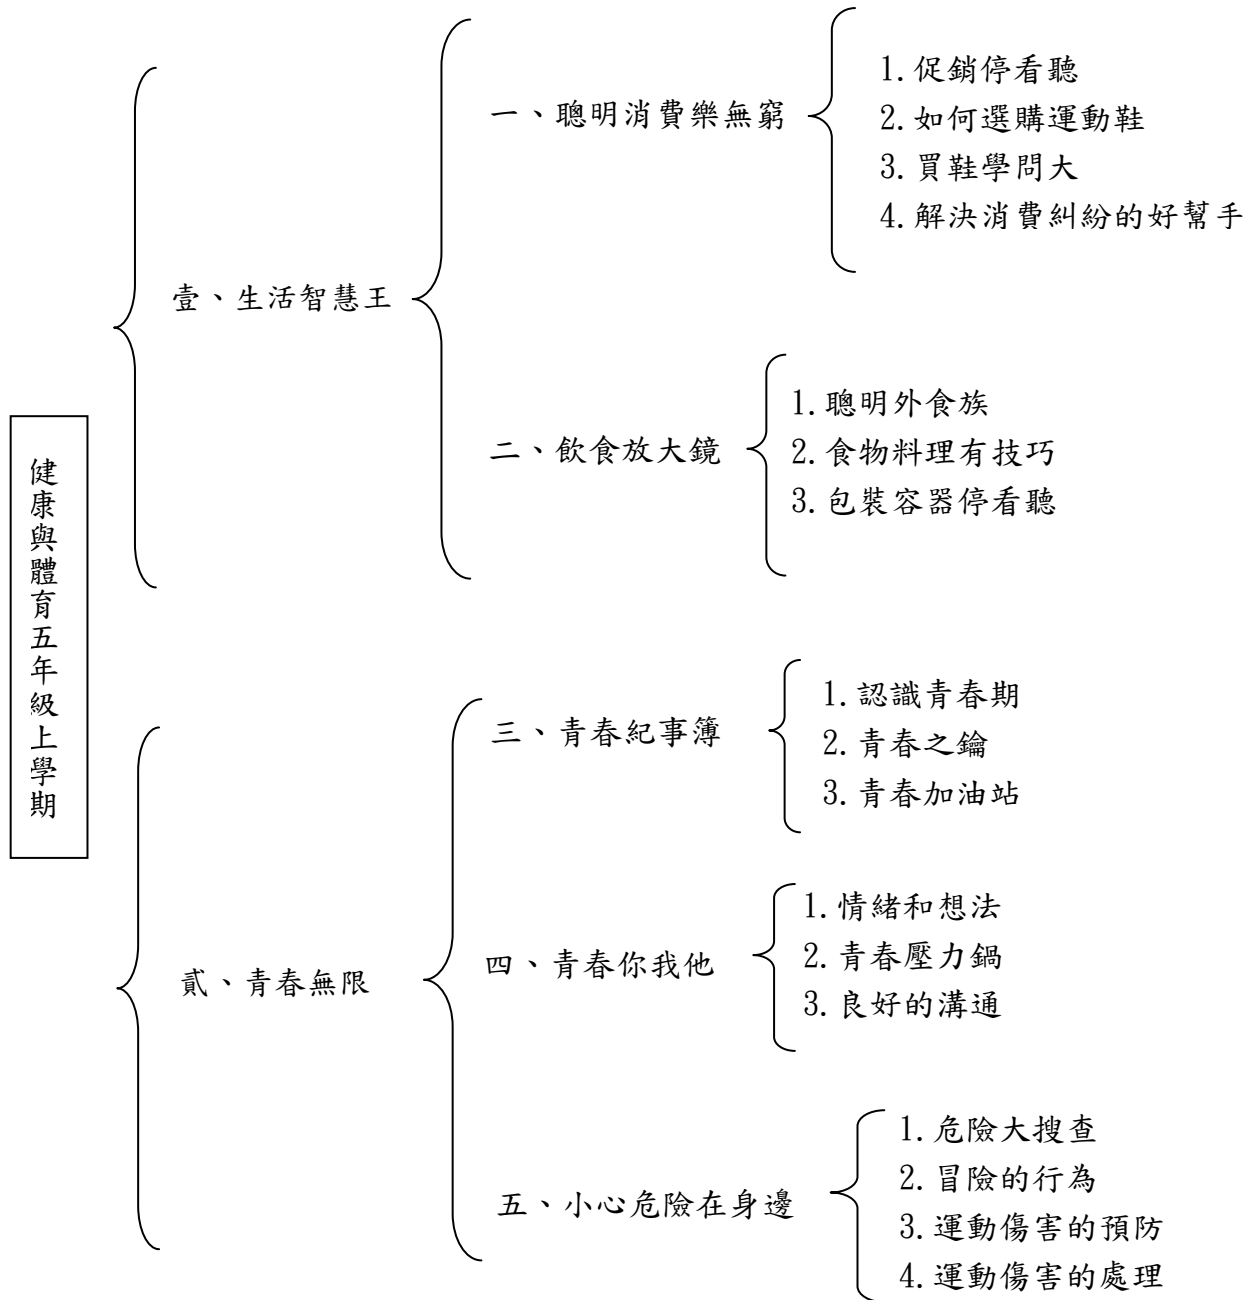 健康與體育五年級上學期
壹、生活智慧王
一、聰明消費樂無窮
1.促銷停看聽
2.如何選購運動鞋
3.買鞋學問大
4.解決消費糾紛的好幫手
二、飲食放大鏡
1.聰明外食族
2.食物料理有技巧
3.包裝容器停看聽
貳、青春無限
三、青春紀事簿
1.認識青春期
2.青春之鑰
3.青春加油站
四、青春你我他
1.情緒和想法
2.青春壓力鍋
3.良好的溝通
五、小心危險在身邊
1.危險大搜查
2.冒險的行為
3.運動傷害的預防
4.運動傷害的處理